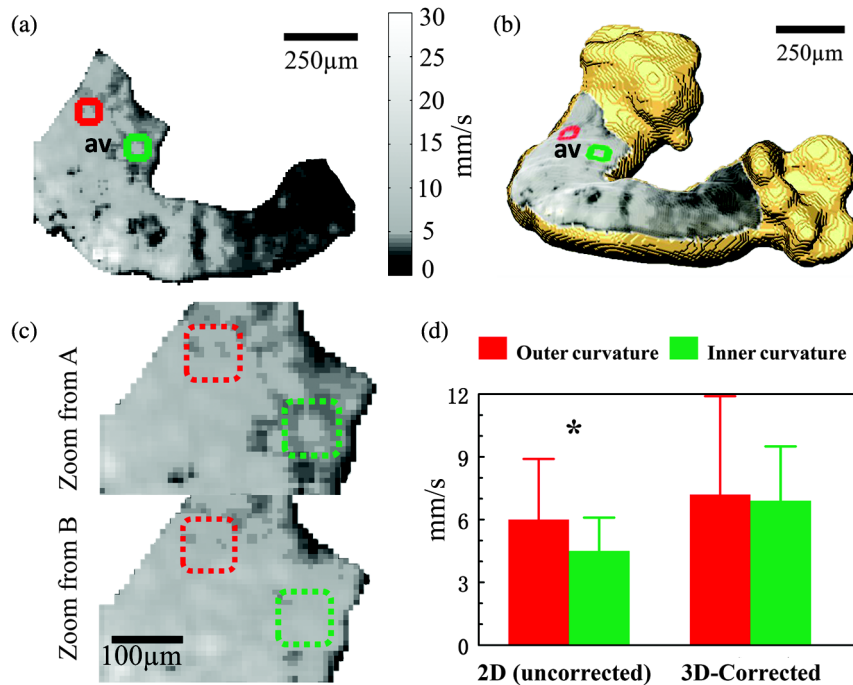 (a)
250μm
av
30
25
20
15
10
5
0
mm/s
(b)
250μm
av
(c)
Zoom from A
Zoom from B
100μm
(d)
Outer curvature
Inner curvature
12
9
6
3
0
mm/s
*
2D (uncorrected)
3D-Corrected